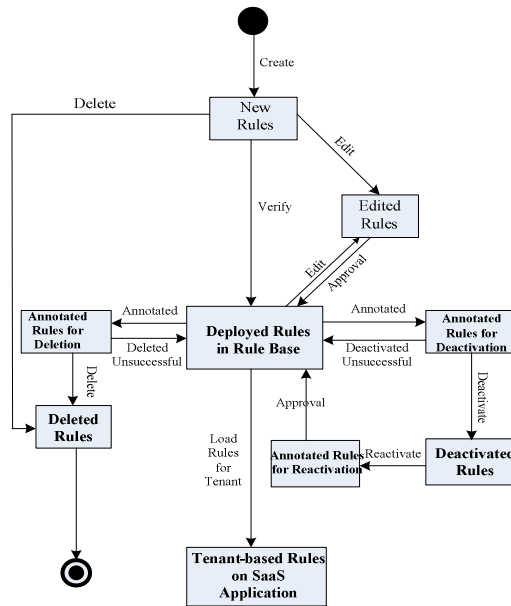 Create
Delete
New
Rules
Edit
Verify
Edited
Rules
Edit
Approval
Annotated
Rules for
Deletion
Annotated
Deleted
Unsuccessful
Deployed Rules
in Rule Base
Annotated
Deactivated
Unsuccessful
Annotated
Rules for
Deactivation
Delete
Deleted
Rules
Load
Rules
for
Tenant
Approval
Annotated Rules
for Reactivation
Reactivate
Deactivate
Deactivated
Rules
Tenant-based Rules
on SaaS
Application